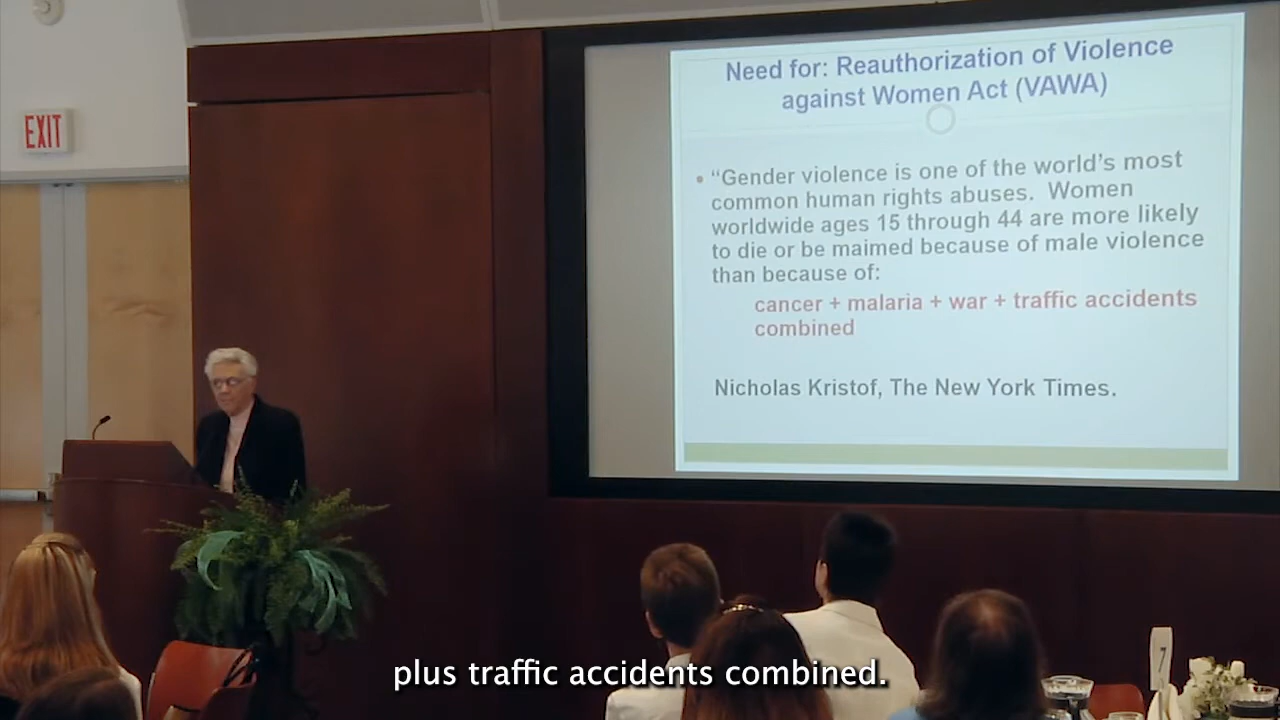 EXIT
Need for: Reauthorization of Violence
against Women Act (VAWA)
• “Gender violence is one of the world’s most
common human rights abuses. Women
worldwide ages 15 through 44 are more likely
to die or be maimed because of male violence
than because of:
cancer + malaria + war + traffic accidents
combined
Nicholas Kristof, The New York Times.
7
plus traffic accidents combined.